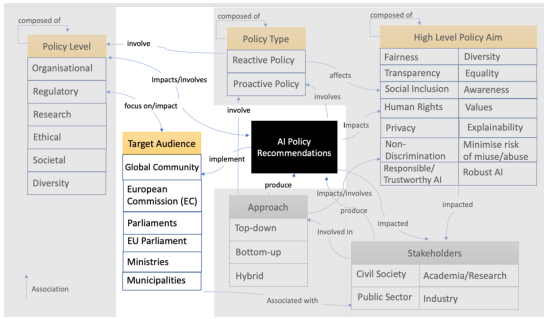 composed of
Policy Level
Organisational
Regulatory
Research
Ethical
Societal
Diversity
involve
Impacts/involves
focus on/impact
composed of
Policy Type
Reactive Policy
Proactive Policy
affects
involves
involve
composed of
High Level Policy Aim
Fairness
Diversity
Transparency
Equality
Social Inclusion
Awareness
Human Rights
Values
Privacy
Explainability
Non-
Discrimination
Minimise risk
of miuse/abuse
Responsible/
Trustworthy AI
Robust AI
Target Audience
Global Community
European
Commission (EC)
Parliaments
EU Parliament
Ministries
Municipalities
implement
AI Policy
Recommendations
Impacts
produce
Approach
Top-down
Bottom-up
Hybrid
Impacts/involves
produce
Involved in
impacted
impacted
Stakeholders
Civil Society
Academia/Research
Public Sector
Industry
Associated with
Association